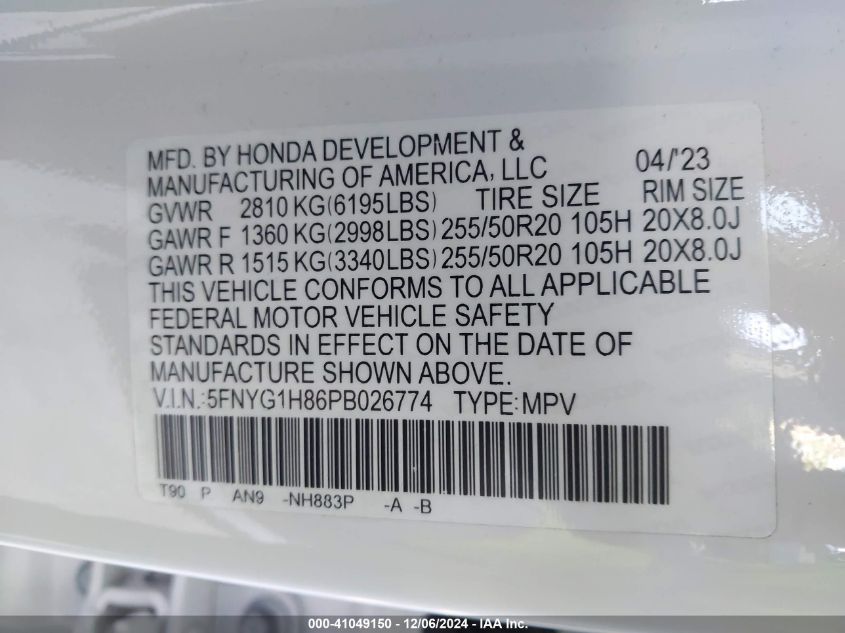 MFD. BY HONDA DEVELOPMENT &
MANUFACTURING OF AMERICA, LLC 04/'23
GVWR 2810 KG(6195LBS) TIRE SIZE RIM SIZE
GAWR F 1360 KG(2998LBS) 255/50R20 105H 20X8.0J
GAWR R 1515 KG(3340LBS) 255/50R20 105H 20X8.0J
THIS VEHICLE CONFORMS TO ALL APPLICABLE
FEDERAL MOTOR VEHICLE SAFETY
STANDARDS IN EFFECT ON THE DATE OF
MANUFACTURE SHOWN ABOVE.
V.I.N.:5FNYG1H86PB026774 TYPE:MPV
T90 P AN9 -NH883P -A -B
000-41049150 - 12/06/2024 - IAA Inc.